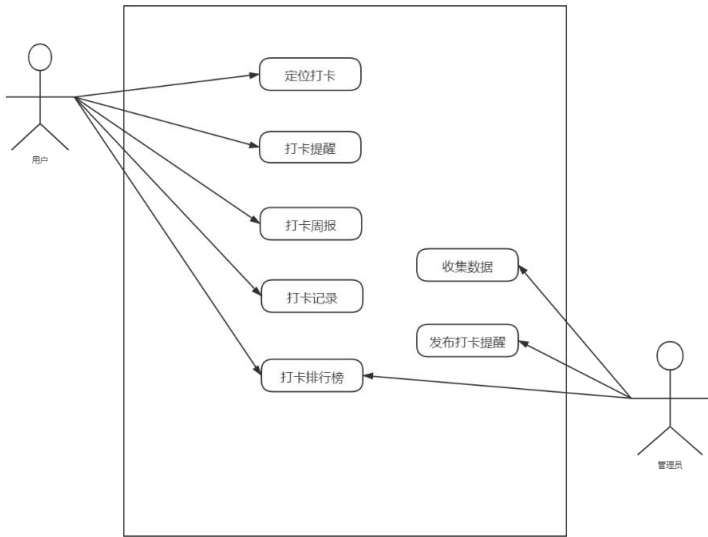 定位打卡
打卡提醒
用户
打卡周报
收集数据
打卡记录
发布打卡提醒
打卡排行榜
管理员